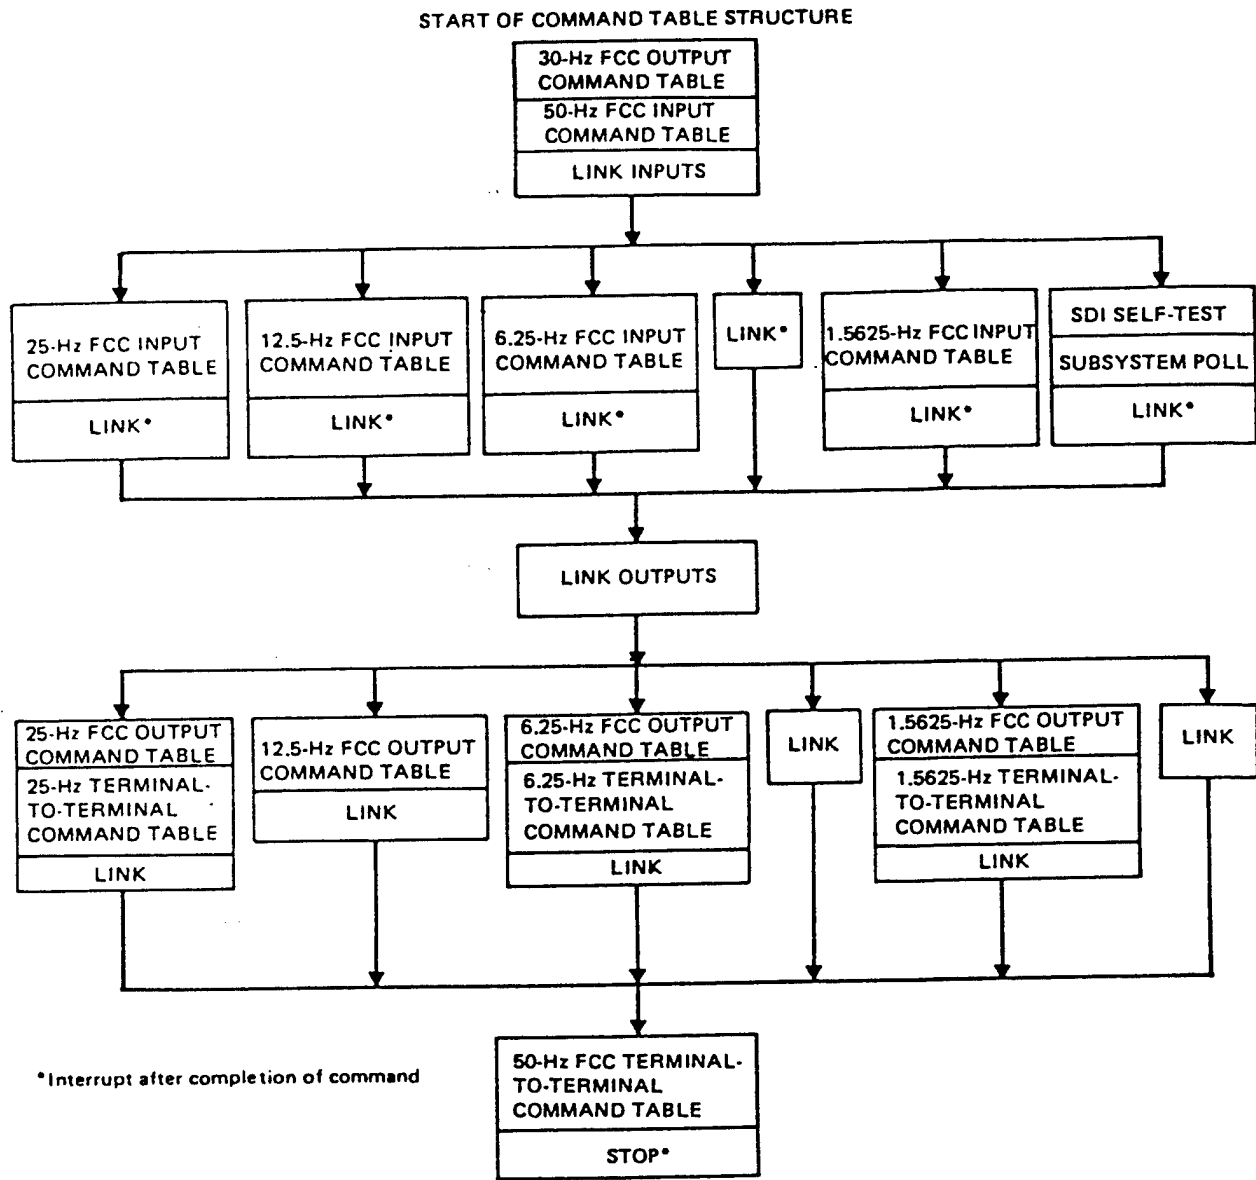 START OF COMMAND TABLE STRUCTURE
30-Hz FCC OUTPUT
COMMAND TABLE
50-Hz FCC INPUT
COMMAND TABLE
LINK INPUTS
25-Hz FCC INPUT
COMMAND TABLE
LINK*
12.5-Hz FCC INPUT
COMMAND TABLE
LINK*
6.25-Hz FCC INPUT
COMMAND TABLE
LINK*
LINK*
1.5625-Hz FCC INPUT
COMMAND TABLE
LINK*
SDI SELF-TEST
SUBSYSTEM POLL
LINK*
LINK OUTPUTS
25-Hz FCC OUTPUT
COMMAND TABLE
25-Hz TERMINAL-
TO-TERMINAL
COMMAND TABLE
LINK
12.5-Hz FCC OUTPUT
COMMAND TABLE
LINK
6.25-Hz FCC OUTPUT
COMMAND TABLE
6.25-Hz TERMINAL-
TO-TERMINAL
COMMAND TABLE
LINK
LINK
1.5625-Hz FCC OUTPUT
COMMAND TABLE
1.5625-Hz TERMINAL-
TO-TERMINAL
COMMAND TABLE
LINK
LINK
50-Hz FCC TERMINAL-
TO-TERMINAL
COMMAND TABLE
STOP*
*Interrupt after completion of command